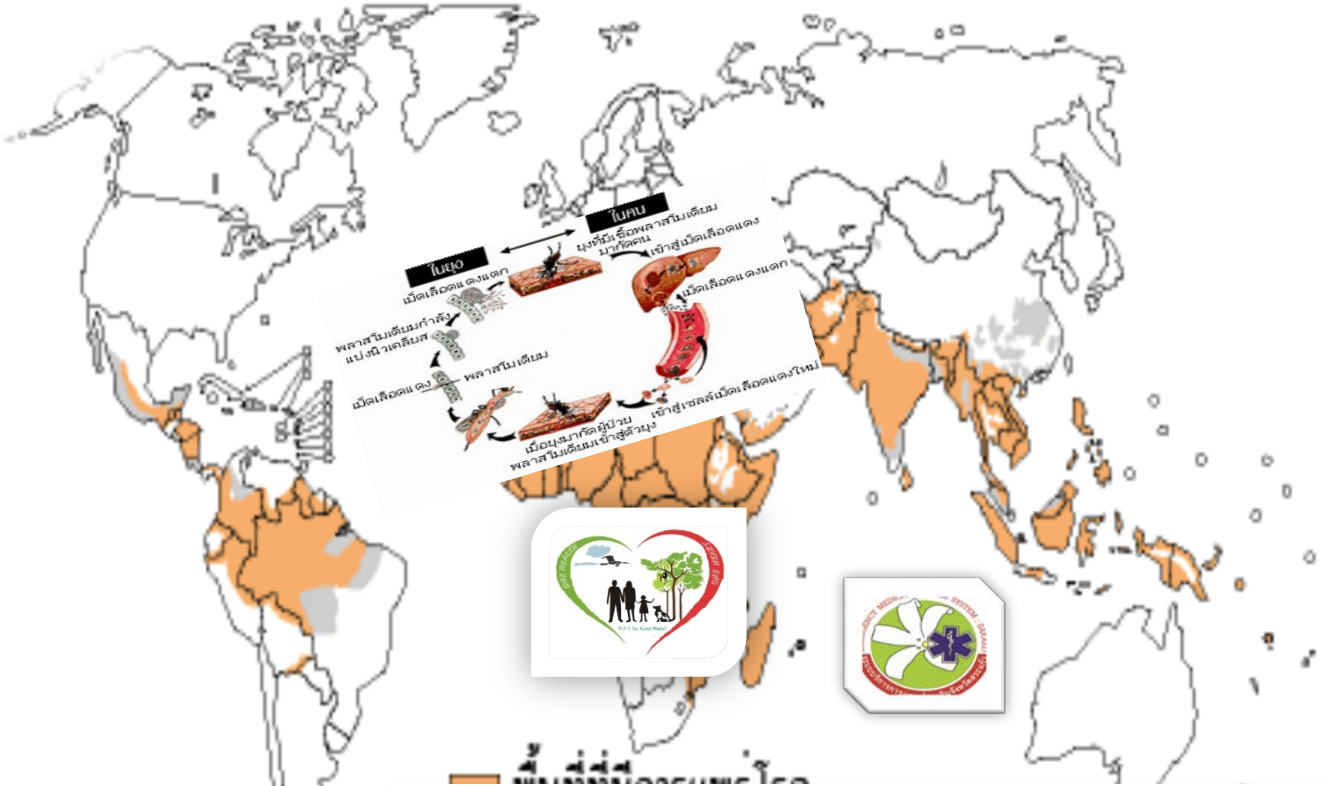 ในคน
ยุงที่มีเชื้อพลาสโมเดียม
มากัดคน
เข้าสู่เม็ดเลือดแดง
ในยุง
เม็ดเลือดแดงแตก
เม็ดเลือดแดงแตก
พลาสโมเดียมกำลัง
แบ่งนิวเคลียส
พลาสโมเดียม
เม็ดเลือดแดง
เข้าสู่เซลล์เม็ดเลือดแดงใหม่
เมื่อยุงมากัดผู้ป่วย
พลาสโมเดียมเข้าสู่ตัวยุง
ONE HEALTH
ONE HEART
SYSTEM